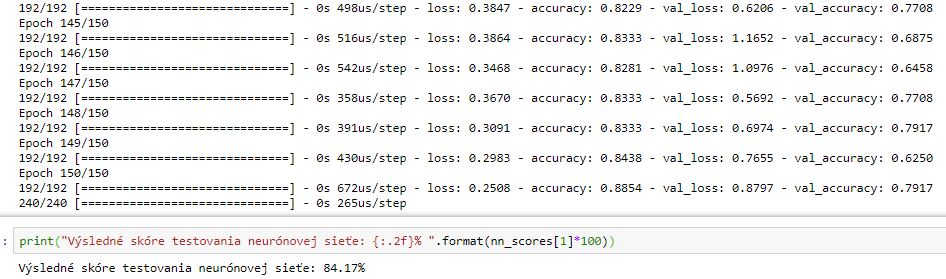 192/192 [==============================] - 0s 498us/step - loss: 0.3847 - accuracy: 0.8229 - val_loss: 0.6206 - val_accuracy: 0.7708
Epoch 145/150
192/192 [==============================] - 0s 516us/step - loss: 0.3864 - accuracy: 0.8333 - val_loss: 1.1652 - val_accuracy: 0.6875
Epoch 146/150
192/192 [==============================] - 0s 542us/step - loss: 0.3468 - accuracy: 0.8281 - val_loss: 1.0976 - val_accuracy: 0.6458
Epoch 147/150
192/192 [==============================] - 0s 358us/step - loss: 0.3670 - accuracy: 0.8333 - val_loss: 0.5692 - val_accuracy: 0.7708
Epoch 148/150
192/192 [==============================] - 0s 391us/step - loss: 0.3091 - accuracy: 0.8333 - val_loss: 0.6974 - val_accuracy: 0.7917
Epoch 149/150
192/192 [==============================] - 0s 430us/step - loss: 0.2983 - accuracy: 0.8438 - val_loss: 0.7655 - val_accuracy: 0.6250
Epoch 150/150
192/192 [==============================] - 0s 672us/step - loss: 0.2508 - accuracy: 0.8854 - val_loss: 0.8797 - val_accuracy: 0.7917
240/240 [==============================] - 0s 265us/step
: print("Výsledné skóre testovania neurónovej sieťe: {:.2f}% ".format(nn_scores[1]*100))
Výsledné skóre testovania neurónovej sieťe: 84.17%